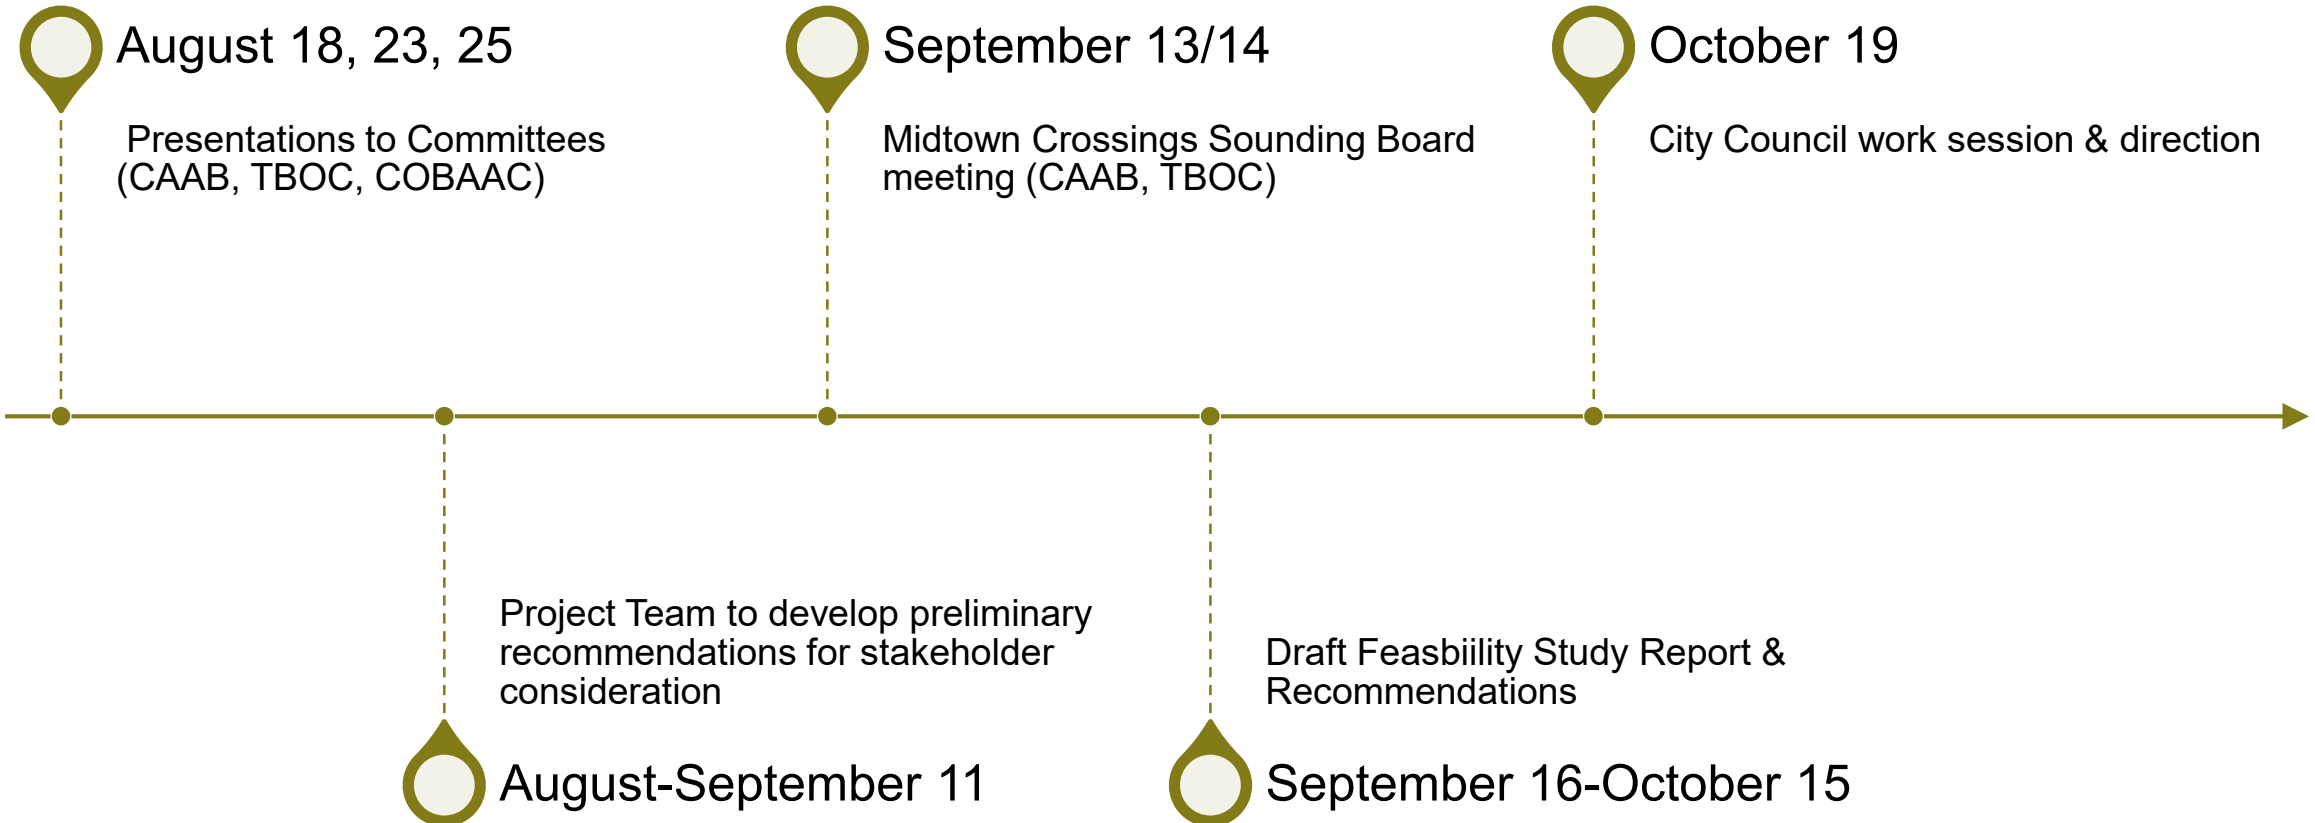 August 18, 23, 25
Presentations to Committees
(CAAB, TBOC, COBAAC)
Project Team to develop preliminary
recommendations for stakeholder
consideration
August-September 11
September 13/14
Midtown Crossings Sounding Board
meeting (CAAB, TBOC)
Draft Feasbiility Study Report &
Recommendations
September 16-October 15
October 19
City Council work session & direction